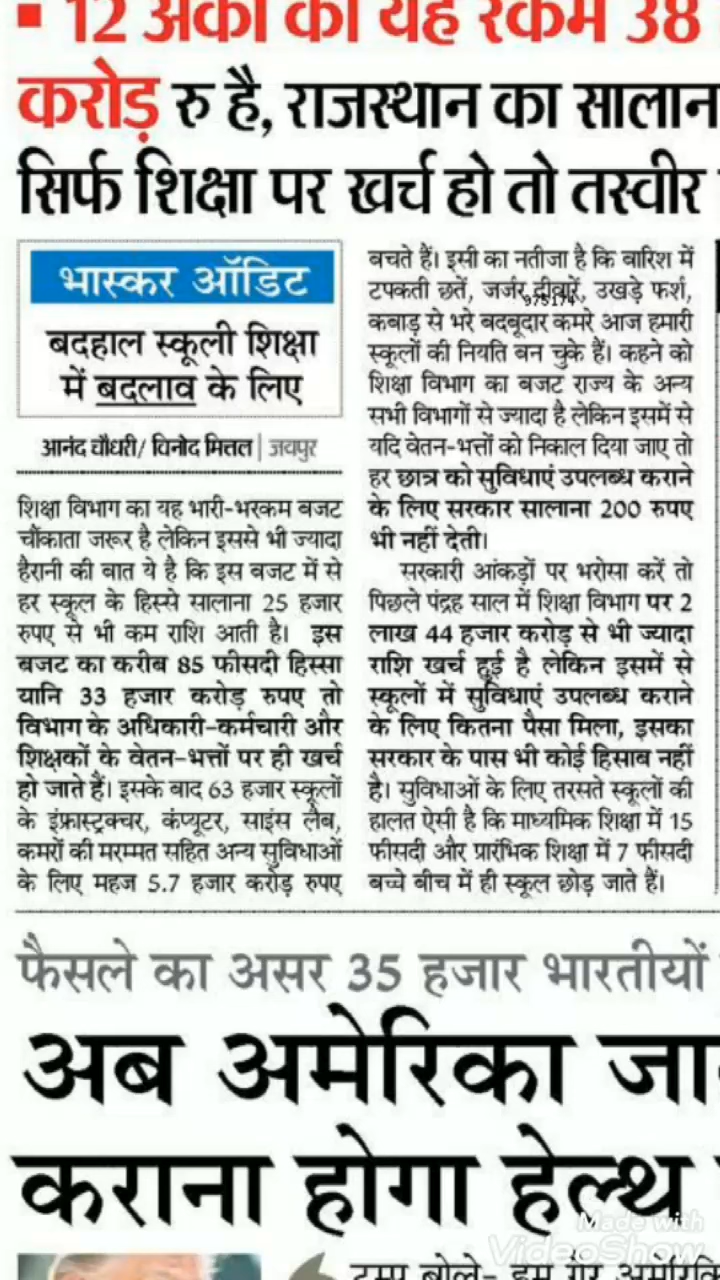 ▪ 12 अंकों की यह रकम 38
करोड़ रु है, राजस्थान का सालान
सिर्फ शिक्षा पर खर्च हो तो तस्वीर
भास्कर ऑडिट
बदहाल स्कूली शिक्षा
में बदलाव के लिए
आनंद चौधरी/ विनोद मित्तल | जयपुर
शिक्षा विभाग का यह भारी-भरकम बजट
चौंकाता जरूर है लेकिन इससे भी ज्यादा
हैरानी की बात ये है कि इस बजट में से
हर स्कूल के हिस्से सालाना 25 हजार
रुपए से भी कम राशि आती है। इस
बजट का करीब 85 फीसदी हिस्सा
यानि 33 हजार करोड़ रुपए तो
विभाग के अधिकारी-कर्मचारी और
शिक्षकों के वेतन-भत्तों पर ही खर्च
हो जाते हैं। इसके बाद 63 हजार स्कूलों
के इंफ्रास्ट्रक्चर, कंप्यूटर, साइंस लैब,
कमरों की मरम्मत सहित अन्य सुविधाओं
के लिए महज 5.7 हजार करोड़ रुपए
बचते हैं। इसी का नतीजा है कि बारिश में
टपकती छतें, जर्जर दीवारें, उखड़े फर्श,
कबाड़ से भरे बदबूदार कमरे आज हमारी
स्कूलों की नियति बन चुके हैं। कहने को
शिक्षा विभाग का बजट राज्य के अन्य
सभी विभागों से ज्यादा है लेकिन इसमें से
यदि वेतन-भत्तों को निकाल दिया जाए तो
हर छात्र को सुविधाएं उपलब्ध कराने
के लिए सरकार सालाना 200 रुपए
भी नहीं देती।
सरकारी आंकड़ों पर भरोसा करें तो
पिछले पंद्रह साल में शिक्षा विभाग पर 2
लाख 44 हजार करोड़ से भी ज्यादा
राशि खर्च हुई है लेकिन इसमें से
स्कूलों में सुविधाएं उपलब्ध कराने
के लिए कितना पैसा मिला, इसका
सरकार के पास भी कोई हिसाब नहीं
है। सुविधाओं के लिए तरसते स्कूलों की
हालत ऐसी है कि माध्यमिक शिक्षा में 15
फीसदी और प्रारंभिक शिक्षा में 7 फीसदी
बच्चे बीच में ही स्कूल छोड़ जाते हैं।
फैसले का असर 35 हजार भारतीयों
अब अमेरिका जा
कराना होगा हेल्थ
Made with
VideoShow
ट्रम्प बोले- हम गैर अमेरिक